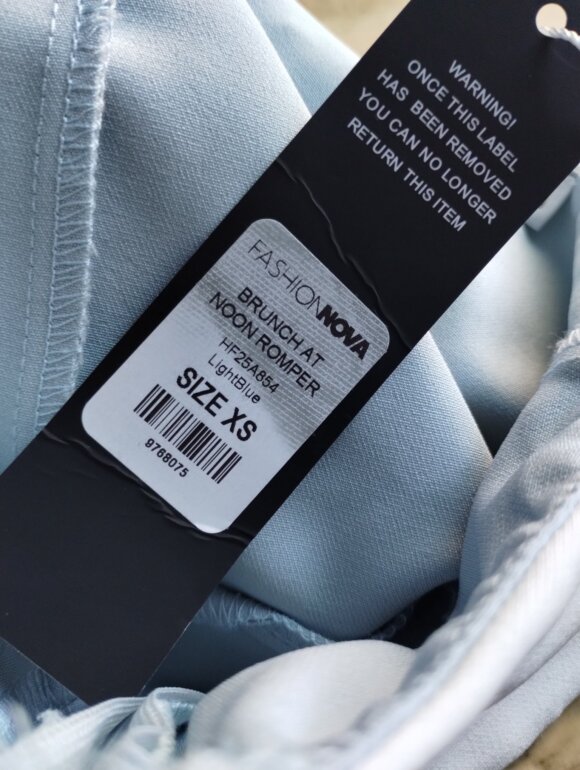 WARNING!
ONCE THIS LABEL
HAS BEEN REMOVED
YOU CAN NO LONGER
RETURN THIS ITEM
FASHIONNOVA
BRUNCH AT
NOON ROMPER
HF25A854
LightBlue
SIZE XS
9768075